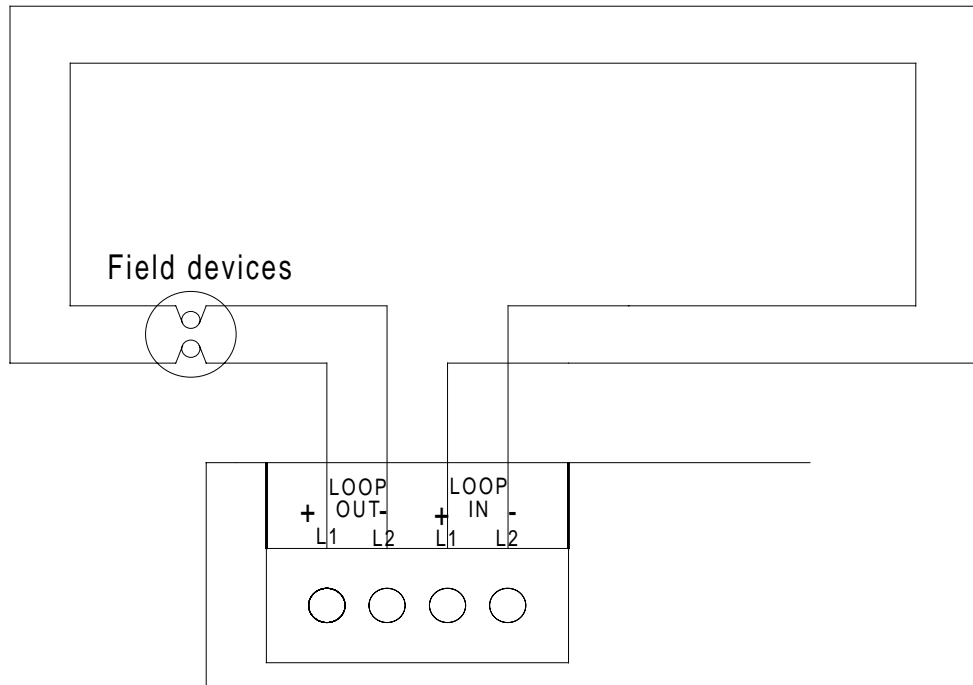 Field devices
LOOP LOOP
+ OUT- + IN -
L1 L2 L1 L2